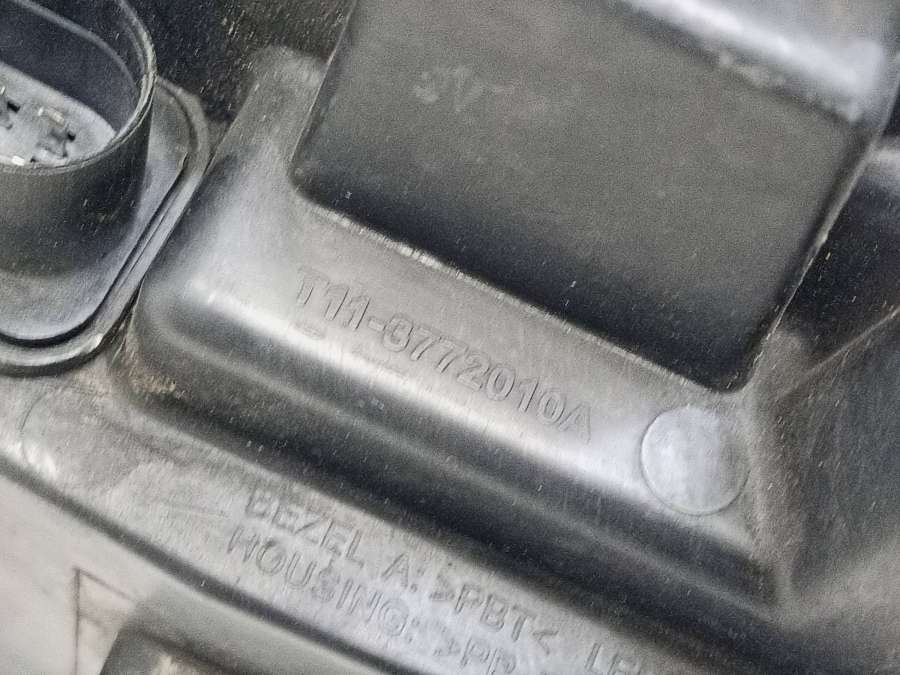 T11-3772010A
BEZEL A: >PBT<
HOUSING: >PP